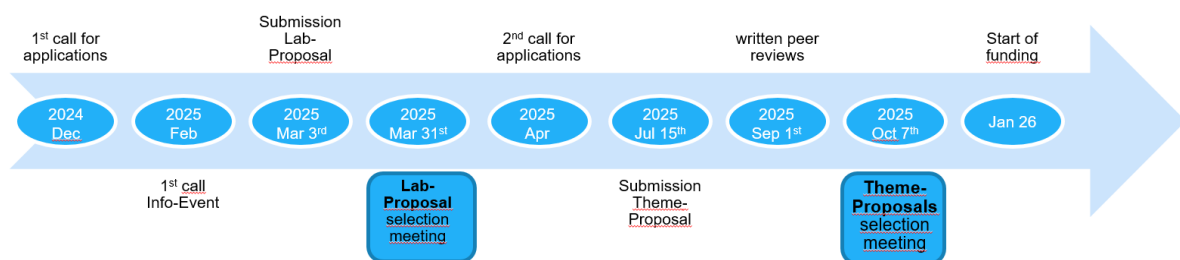 1st call for
applications
Submission
Lab-
Proposal
2nd call for
applications
written peer
reviews
Start of
funding
2024
Dec
2025
Feb
2025
Mar 3rd
2025
Mar 31st
2025
Apr
2025
Jul 15th
2025
Sep 1st
2025
Oct 7th
Jan 26
1st call
Info-Event
Lab-
Proposal
selection
meeting
Submission
Theme-
Proposal
Theme-
Proposals
selection
meeting